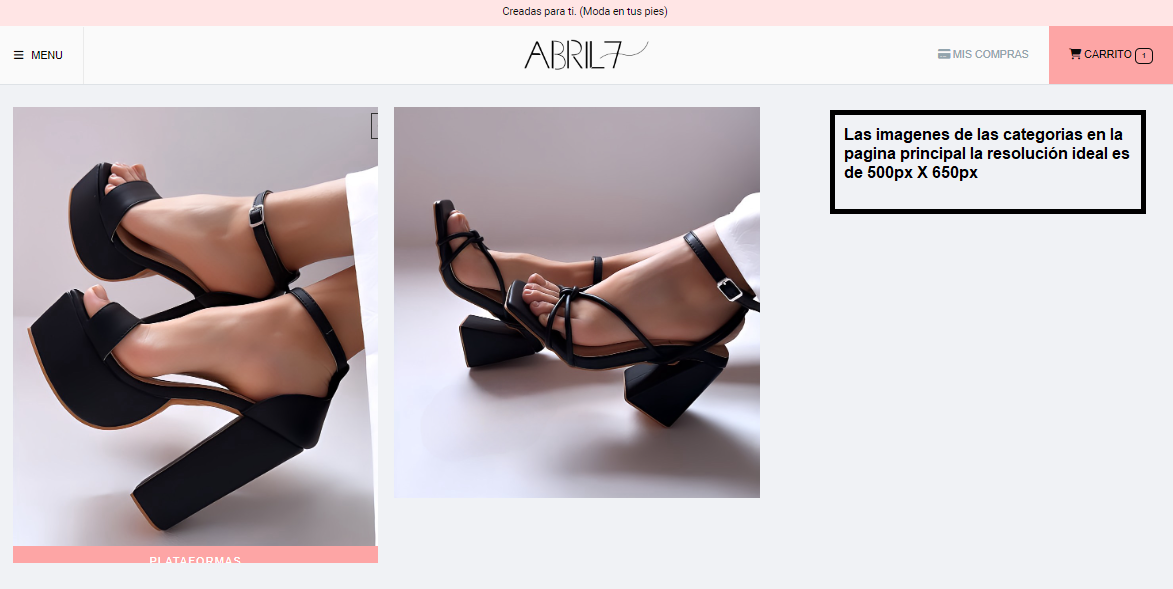 Creadas para ti. (Moda en tus pies)
MENU
ABRIL7
MIS COMPRAS
CARRITO 1
Las imagenes de las categorias en la
pagina principal la resolución ideal es
de 500px X 650px
PLATAFORMAS